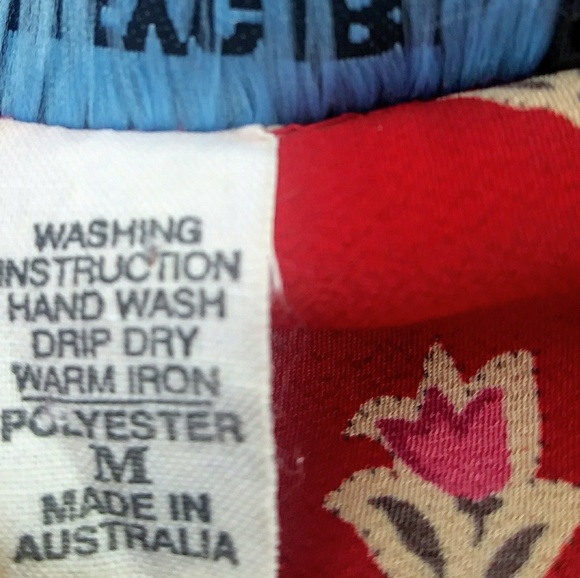 WASHING
INSTRUCTION
HAND WASH
DRIP DRY
WARM IRON
POLYESTER
M
MADE IN
AUSTRALIA